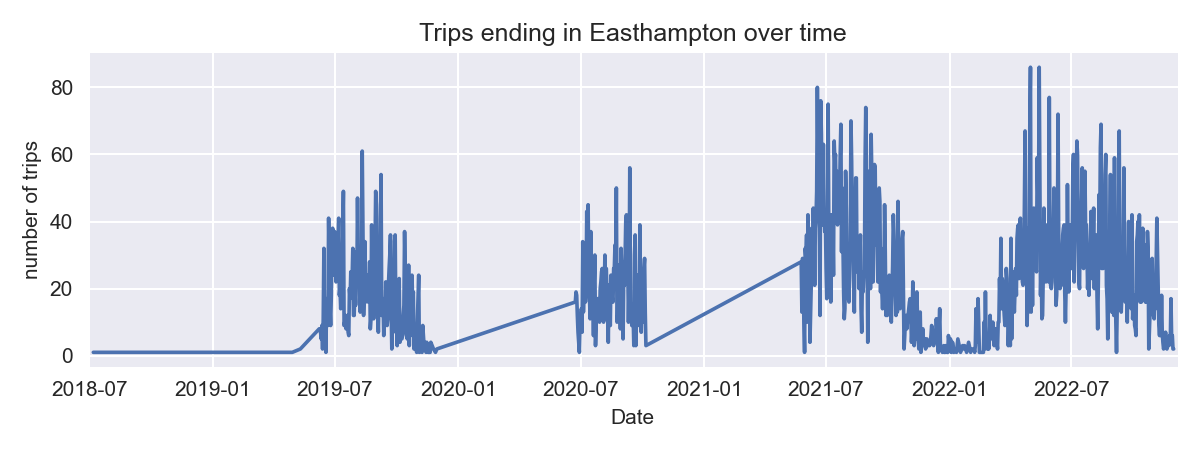 Trips ending in Easthampton over time
number of trips
80
60
40
20
0
2018-07 2019-01 2019-07 2020-01 2020-07 2021-01 2021-07 2022-01 2022-07
Date